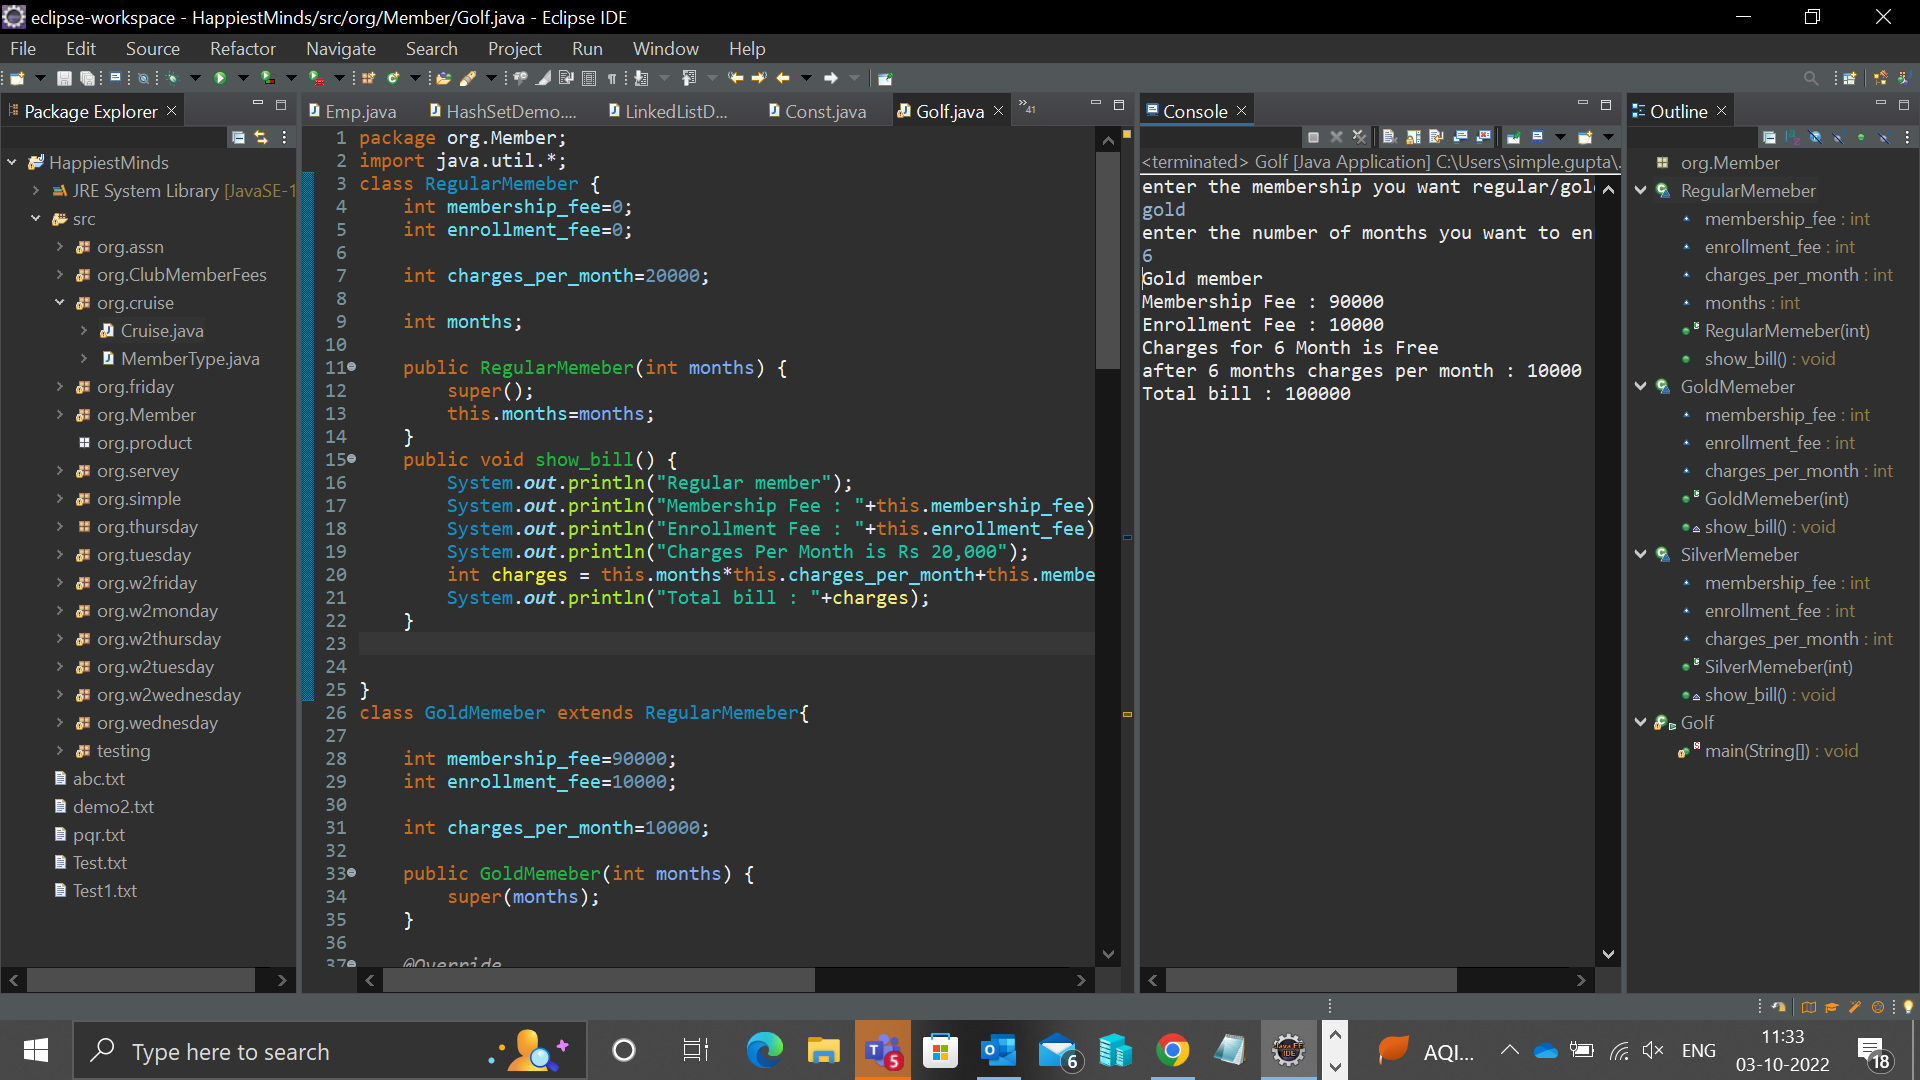 eclipse-workspace - HappiestMinds/src/org/Member/Golf.java - Eclipse IDE
File Edit Source Refactor Navigate Search Project Run Window Help
Package Explorer
HappiestMinds
JRE System Library [JavaSE-1
src
org.assn
org.ClubMemberFees
org.cruise
Cruise.java
MemberType.java
org.friday
org.Member
org.product
org.servey
org.simple
org.thursday
org.tuesday
org.w2friday
org.w2monday
org.w2thursday
org.w2tuesday
org.w2wednesday
org.wednesday
testing
abc.txt
demo2.txt
pqr.txt
Test.txt
Test1.txt
Emp.java HashSetDemo.... LinkedListD... Const.java Golf.java »41
1 package org.Member;
2 import java.util.*;
3 class RegularMemeber {
4 int membership_fee=0;
5 int enrollment_fee=0;
6
7 int charges_per_month=20000;
8
9 int months;
10
11 public RegularMemeber(int months) {
12 super();
13 this.months=months;
14 }
15 public void show_bill() {
16 System.out.println("Regular member");
17 System.out.println("Membership Fee : "+this.membership_fee)
18 System.out.println("Enrollment Fee : "+this.enrollment_fee)
19 System.out.println("Charges Per Month is Rs 20,000");
20 int charges = this.months*this.charges_per_month+this.membe
21 System.out.println("Total bill : "+charges);
22 }
23
24
25 }
26 class GoldMemeber extends RegularMemeber{
27
28 int membership_fee=90000;
29 int enrollment_fee=10000;
30
31 int charges_per_month=10000;
32
33 public GoldMemeber(int months) {
34 super(months);
35 }
36
37 @Override
Console
<terminated> Golf [Java Application] C:\Users\simple.gupta\.
enter the membership you want regular/gol
gold
enter the number of months you want to en
6
Gold member
Membership Fee : 90000
Enrollment Fee : 10000
Charges for 6 Month is Free
after 6 months charges per month : 10000
Total bill : 100000
Outline
org.Member
RegularMemeber
membership_fee : int
enrollment_fee : int
charges_per_month : int
months : int
RegularMemeber(int)
show_bill() : void
GoldMemeber
membership_fee : int
enrollment_fee : int
charges_per_month : int
GoldMemeber(int)
show_bill() : void
SilverMemeber
membership_fee : int
enrollment_fee : int
charges_per_month : int
SilverMemeber(int)
show_bill() : void
Golf
main(String[]) : void
Type here to search
5
6
Java EE
IDE
AQI...
ENG
11:33
03-10-2022
18